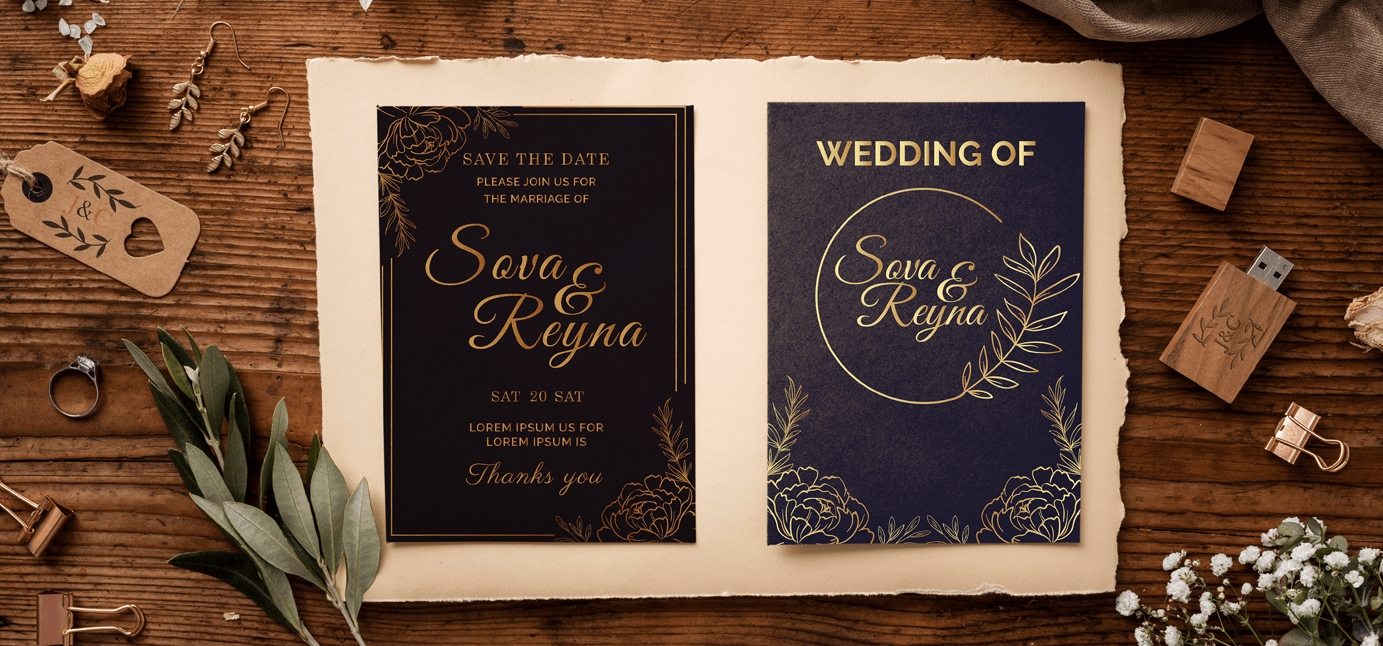 SAVE THE DATE
PLEASE JOIN US FOR
THE MARRIAGE OF
Sova
&
Reyna
SAT 20 SAT
LOREM IPSUM US FOR
LOREM IPSUM IS
Thanks you
WEDDING OF
Sova
&
Reyna
&
J&C